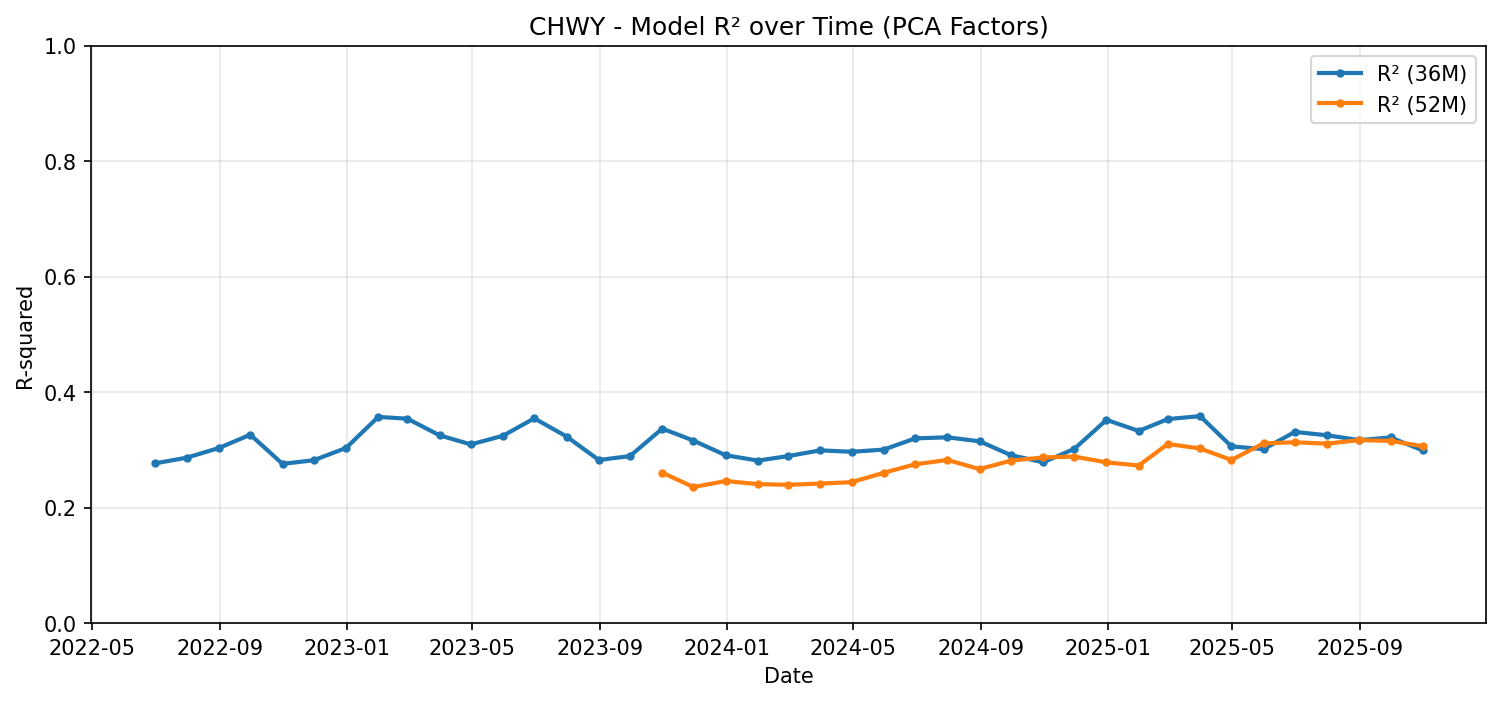 CHWY - Model R² over Time (PCA Factors)
R² (36M)
R² (52M)
R-squared
1.0
0.8
0.6
0.4
0.2
0.0
2022-05 2022-09 2023-01 2023-05 2023-09 2024-01 2024-05 2024-09 2025-01 2025-05 2025-09
Date